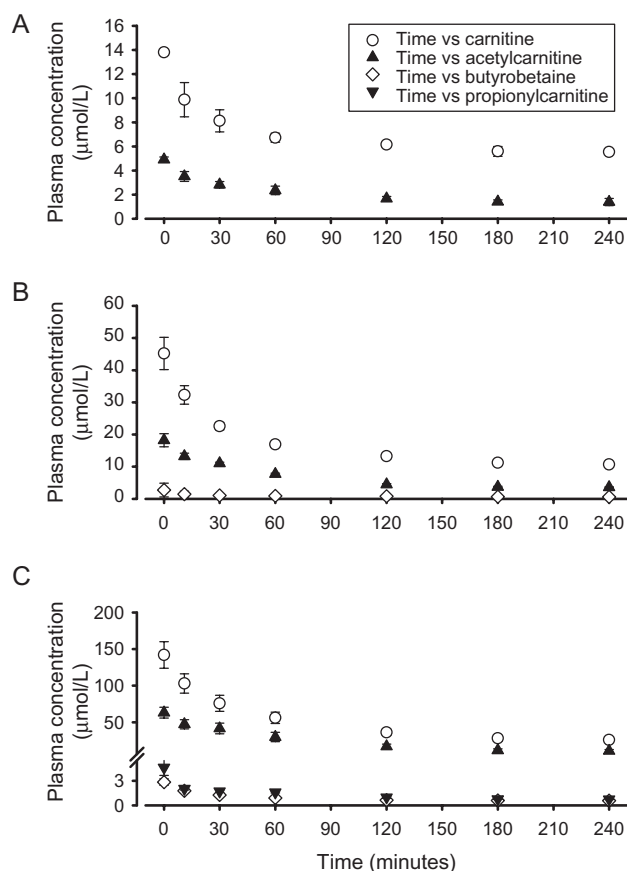 A
Plasma concentration
(μmol/L)
16
14
12
10
8
6
4
2
0
0 30 60 90 120 150 180 210 240
Time vs carnitine
Time vs acetylcarnitine
Time vs butyrobetaine
Time vs propionylcarnitine
B
Plasma concentration
(μmol/L)
60
50
40
30
20
10
0
0 30 60 90 120 150 180 210 240
C
Plasma concentration
(μmol/L)
200
150
100
50
3
0
0 30 60 90 120 150 180 210 240
Time (minutes)